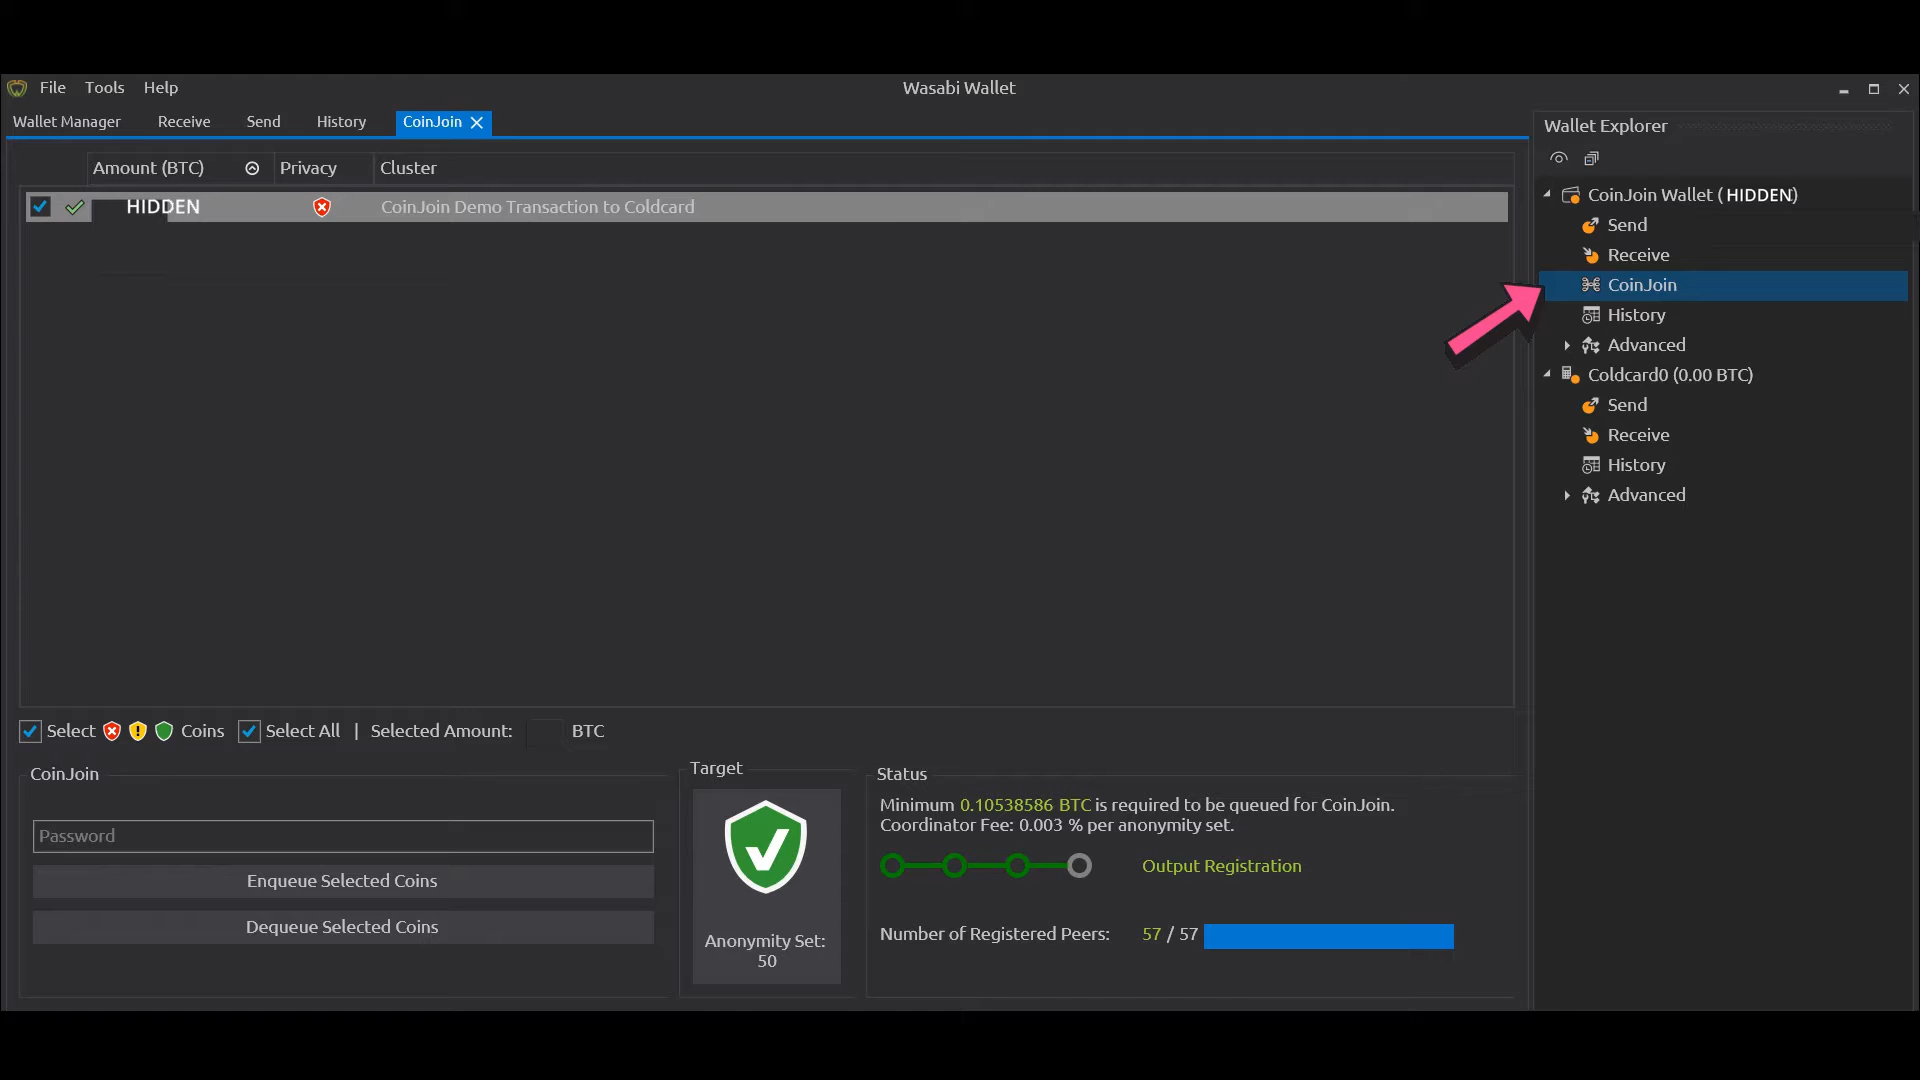 File Tools Help
Wasabi Wallet
Wallet Manager Receive Send History CoinJoin
Wallet Explorer
Amount (BTC) Privacy Cluster
HIDDEN CoinJoin Demo Transaction to Coldcard
CoinJoin Wallet (HIDDEN)
Send
Receive
CoinJoin
History
Advanced
Coldcard0 (0.00 BTC)
Send
Receive
History
Advanced
Select Coins Select All | Selected Amount: BTC
CoinJoin
Password
Enqueue Selected Coins
Dequeue Selected Coins
Target
Anonymity Set:
50
Status
Minimum 0.10538586 BTC is required to be queued for CoinJoin.
Coordinator Fee: 0.003 % per anonymity set.
Output Registration
Number of Registered Peers: 57 / 57